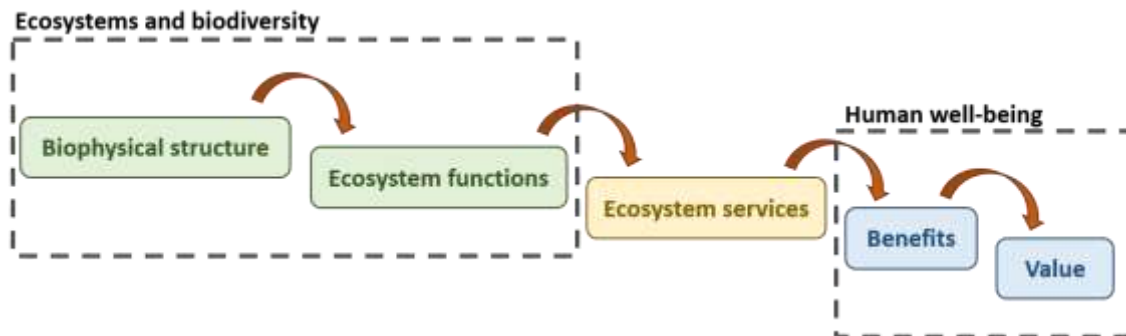 Ecosystems and biodiversity
Biophysical structure
Ecosystem functions
Ecosystem services
Human well-being
Benefits
Value